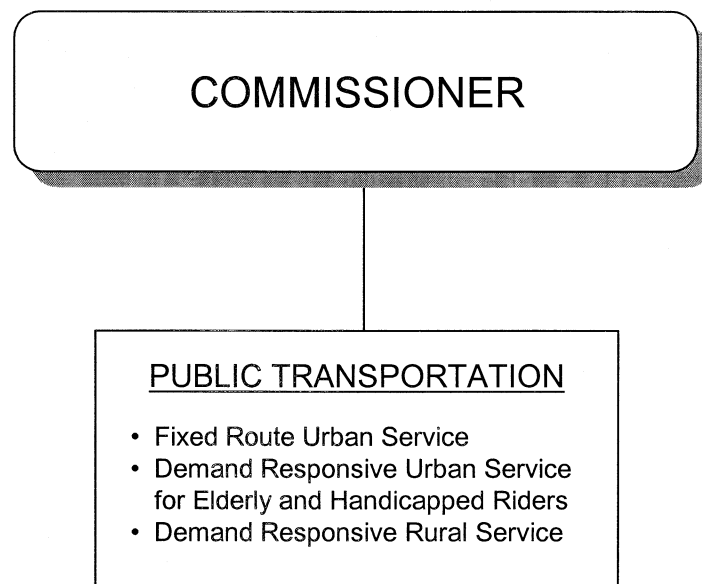 COMMISSIONER
PUBLIC TRANSPORTATION
• Fixed Route Urban Service
• Demand Responsive Urban Service
for Elderly and Handicapped Riders
• Demand Responsive Rural Service